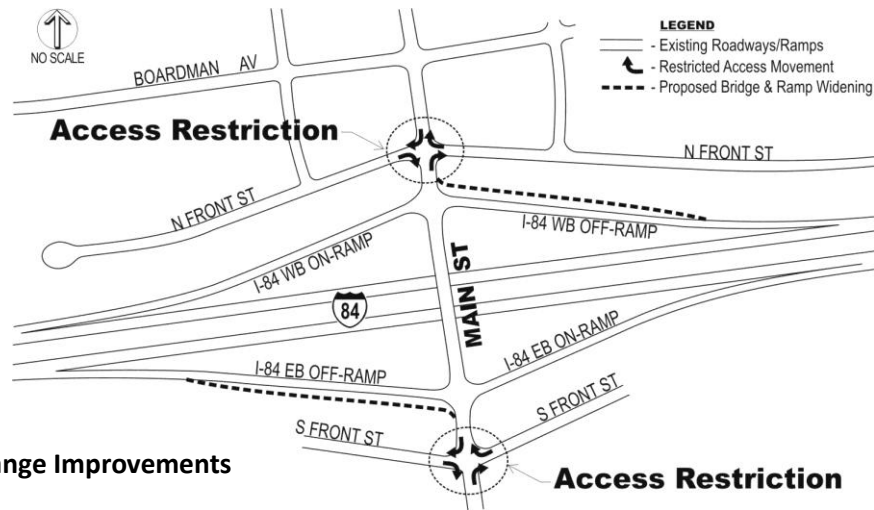 NO SCALE
LEGEND
- Existing Roadways/Ramps
- Restricted Access Movement
- Proposed Bridge & Ramp Widening
BOARDMAN AV
Access Restriction
N FRONT ST
N FRONT ST
I-84 WB OFF-RAMP
I-84 WB ON-RAMP
MAIN ST
84
I-84 EB ON-RAMP
I-84 EB OFF-RAMP
S FRONT ST
S FRONT ST
ange Improvements
Access Restriction